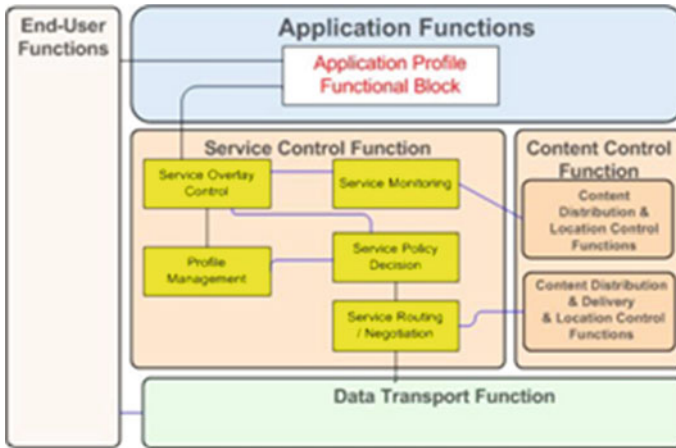 End-User
Functions
Application Functions
Application Profile
Functional Block
Service Control Function
Service Overlay
Control
Service Monitoring
Profile
Management
Service Policy
Decision
Service Routing
/ Negotiation
Content Control
Function
Content
Distribution &
Location Control
Functions
Content Distribution
& Delivery
& Location Control
Functions
Data Transport Function